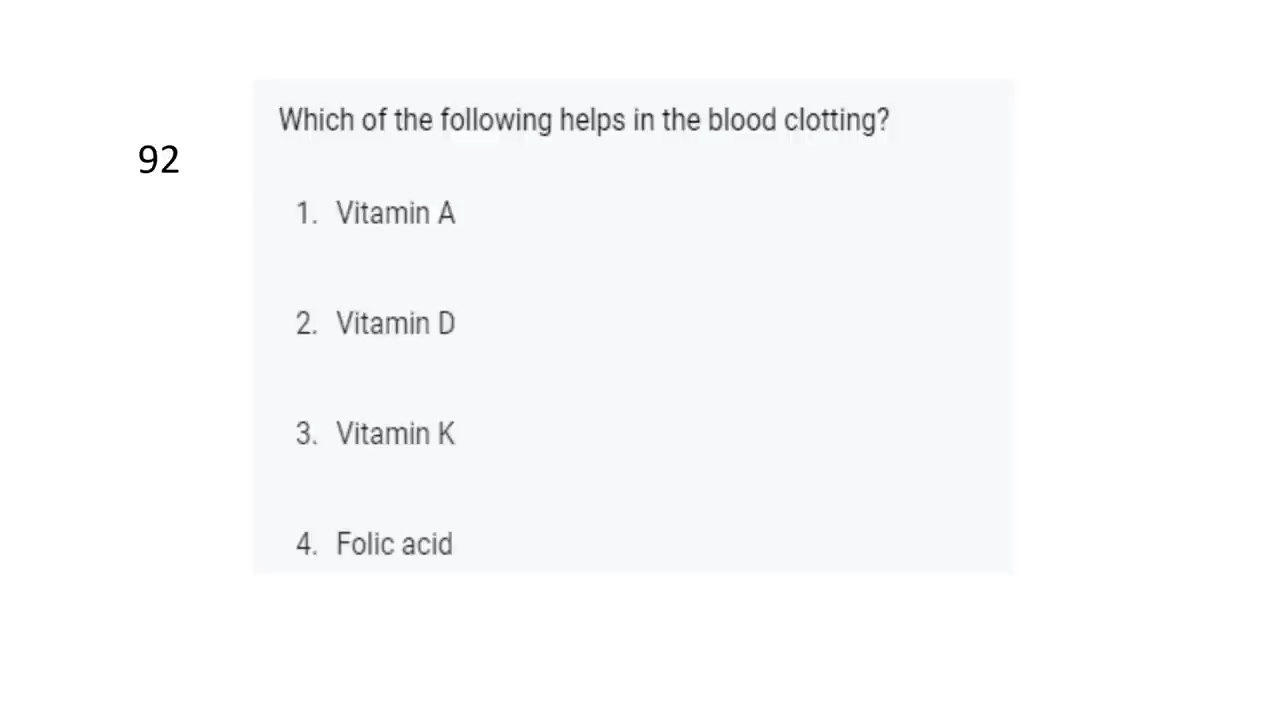 Which of the following helps in the blood clotting?
92
1. Vitamin A
2. Vitamin D
3. Vitamin K
4. Folic acid